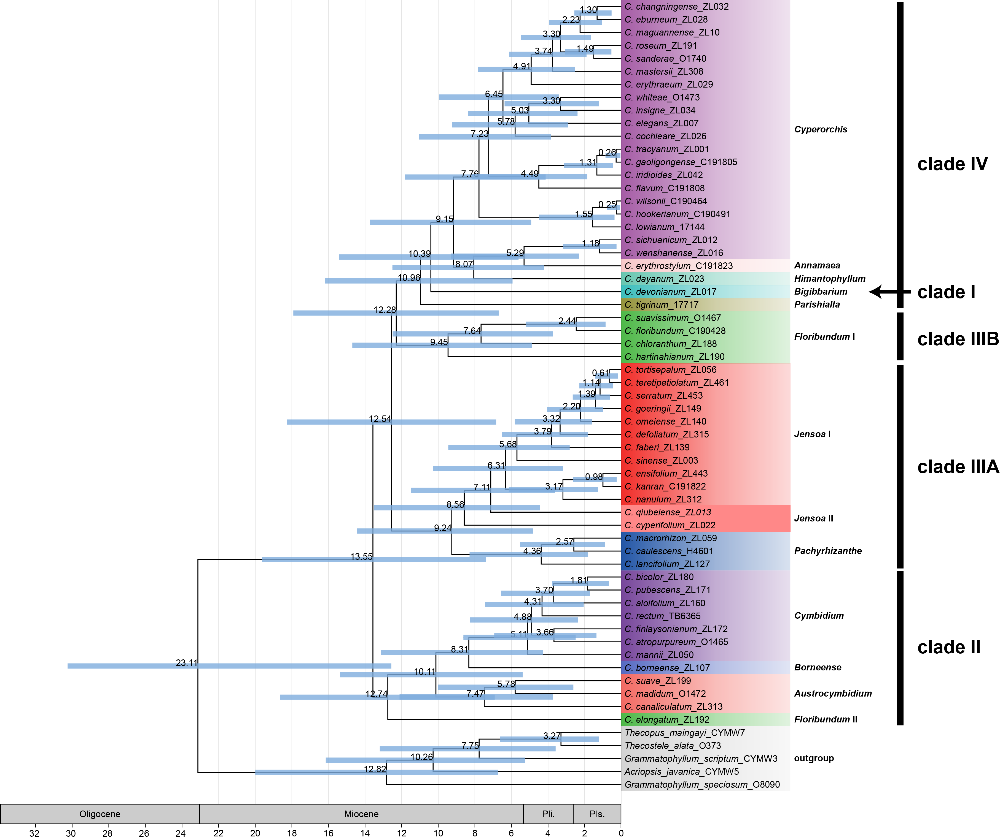 1.30
C. changningense_ZL032
2.23
C. eburneum_ZL028
3.30
C. maguannense_ZL10
1.49
C. roseum_ZL191
3.74
C. sanderae_O1740
4.91
C. mastersii_ZL308
C. erythraeum_ZL029
6.45
C. whiteae_O1473
3.30
5.03
C. insigne_ZL034
5.78
C. elegans_ZL007
7.23
C. cochleare_ZL026
Cyperorchis
0.26
C. tracyanum_ZL001
1.31
C. gaoligongense_C191805
clade IV
7.76
4.49
C. iridioides_ZL042
C. flavum_C191808
0.25
C. wilsonii_C190464
1.55
C. hookerianum_C190491
9.15
C. lowianum_17144
1.18
C. sichuanicum_ZL012
10.39
5.29
C. wenshanense_ZL016
8.07
C. erythrostylum_C191823
Annamaea
10.96
C. dayanum_ZL023
Himantophyllum
C. devonianum_ZL017
Bigibbarium
clade I
C. tigrinum_17717
Parishialla
12.28
2.44
C. suavissimum_O1467
7.64
C. floribundum_C190428
Floribundum I
9.45
C. chloranthum_ZL188
clade IIIB
C. hartinahianum_ZL190
0.61
C. tortisepalum_ZL056
1.14
C. teretipetiolatum_ZL461
1.39
C. serratum_ZL453
2.20
C. goeringii_ZL149
12.54
3.32
C. omeiense_ZL140
3.79
C. defoliatum_ZL315
Jensoa I
5.68
C. faberi_ZL139
6.31
C. sinense_ZL003
clade IIIA
0.98
C. ensifolium_ZL443
7.11
3.17
C. kanran_C191822
8.56
C. nanulum_ZL312
C. qiubeiense_ZL013
Jensoa II
9.24
C. cyperifolium_ZL022
2.57
C. macrorhizon_ZL059
13.55
4.36
C. caulescens_H4601
Pachyrhizanthe
C. lancifolium_ZL127
1.81
C. bicolor_ZL180
3.70
C. pubescens_ZL171
4.31
C. aloifolium_ZL160
4.88
C. rectum_TB6365
Cymbidium
5.11
3.66
C. finlaysonianum_ZL172
C. atropurpureum_O1465
clade II
8.31
C. mannii_ZL050
23.11
C. borneense_ZL107
Borneense
10.11
5.78
C. suave_ZL199
12.74
7.47
C. madidum_O1472
Austrocymbidium
C. canaliculatum_ZL313
C. elongatum_ZL192
Floribundum II
3.27
Thecopus_maingayi_CYMW7
7.75
Thecostele_alata_O373
10.26
Grammatophyllum_scriptum_CYMW3
outgroup
12.82
Acriopsis_javanica_CYMW5
Grammatophyllum_speciosum_O8090
Oligocene Miocene Pli. Pls.
32 30 28 26 24 22 20 18 16 14 12 10 8 6 4 2 0